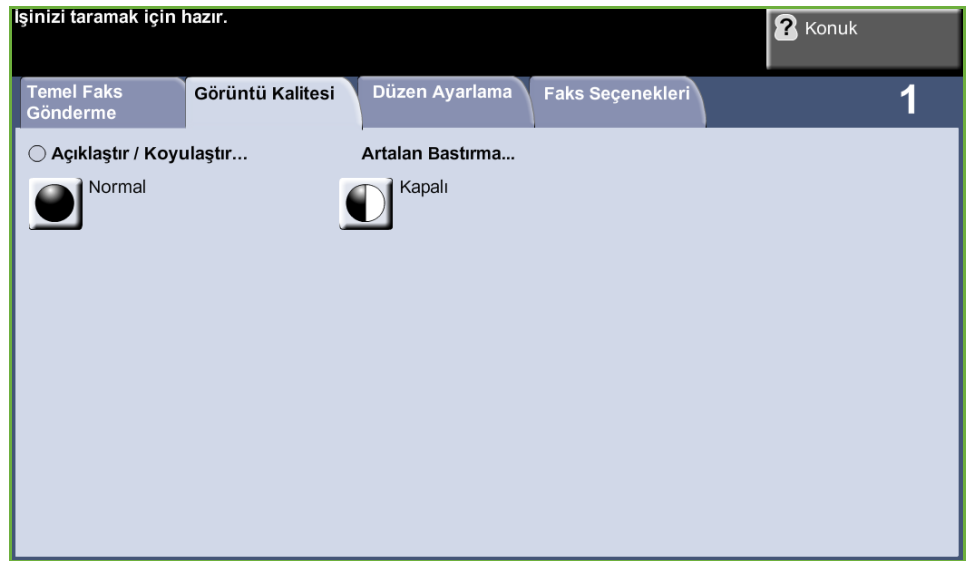 İşinizi taramak için hazır.
Konuk
Temel Faks
Gönderme
Görüntü Kalitesi
Düzen Ayarlama
Faks Seçenekleri
1
Açıklaştır / Koyulaştır...
Artalan Bastırma...
Normal
Kapalı